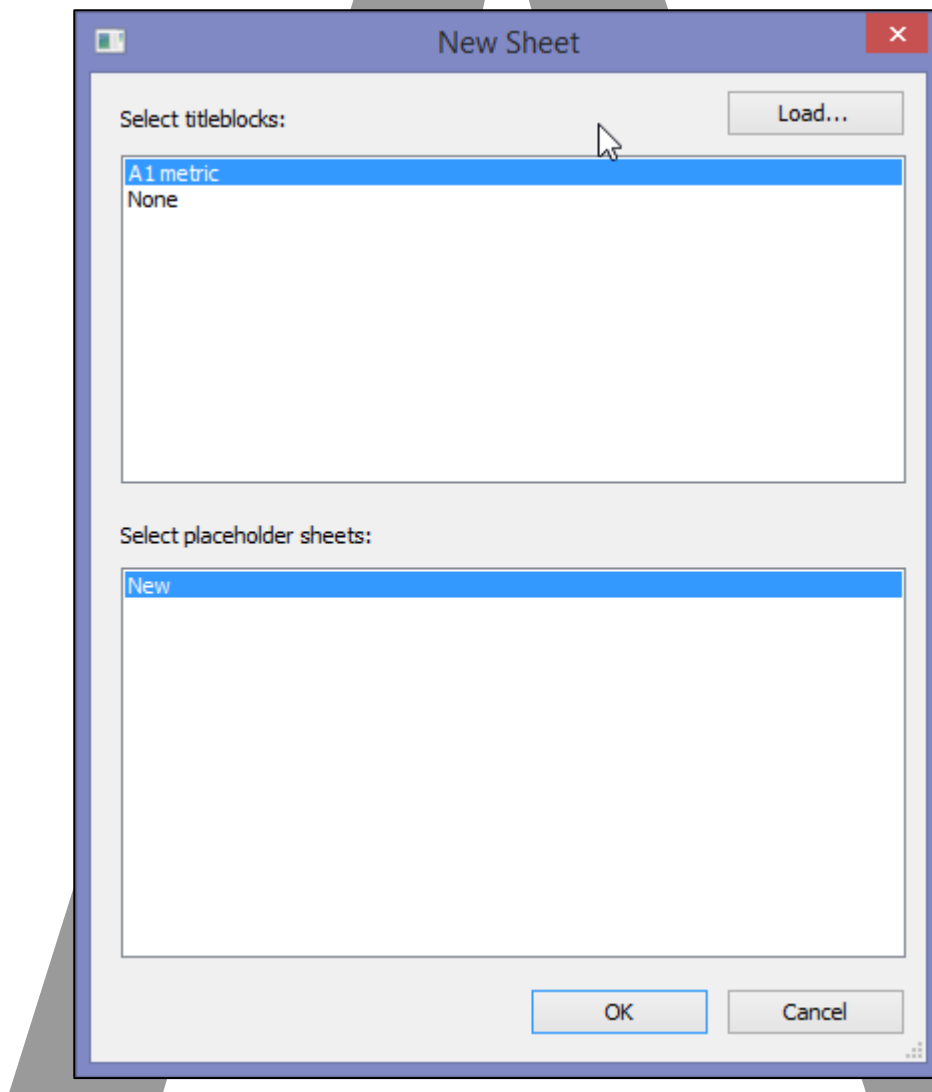 New Sheet
Select titleblocks:
Load...
A1 metric
None
Select placeholder sheets:
New
OK
Cancel